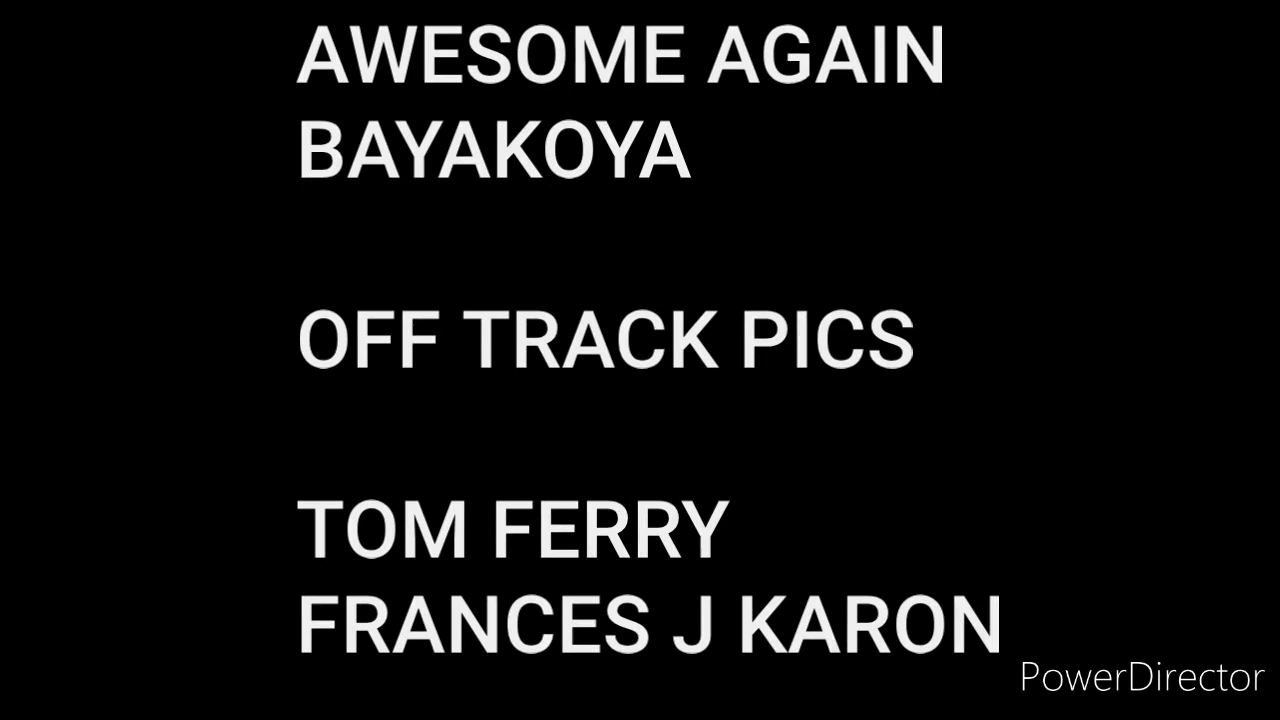 AWESOME AGAIN
BAYAKOYA
OFF TRACK PICS
TOM FERRY
FRANCES J KARON
PowerDirector